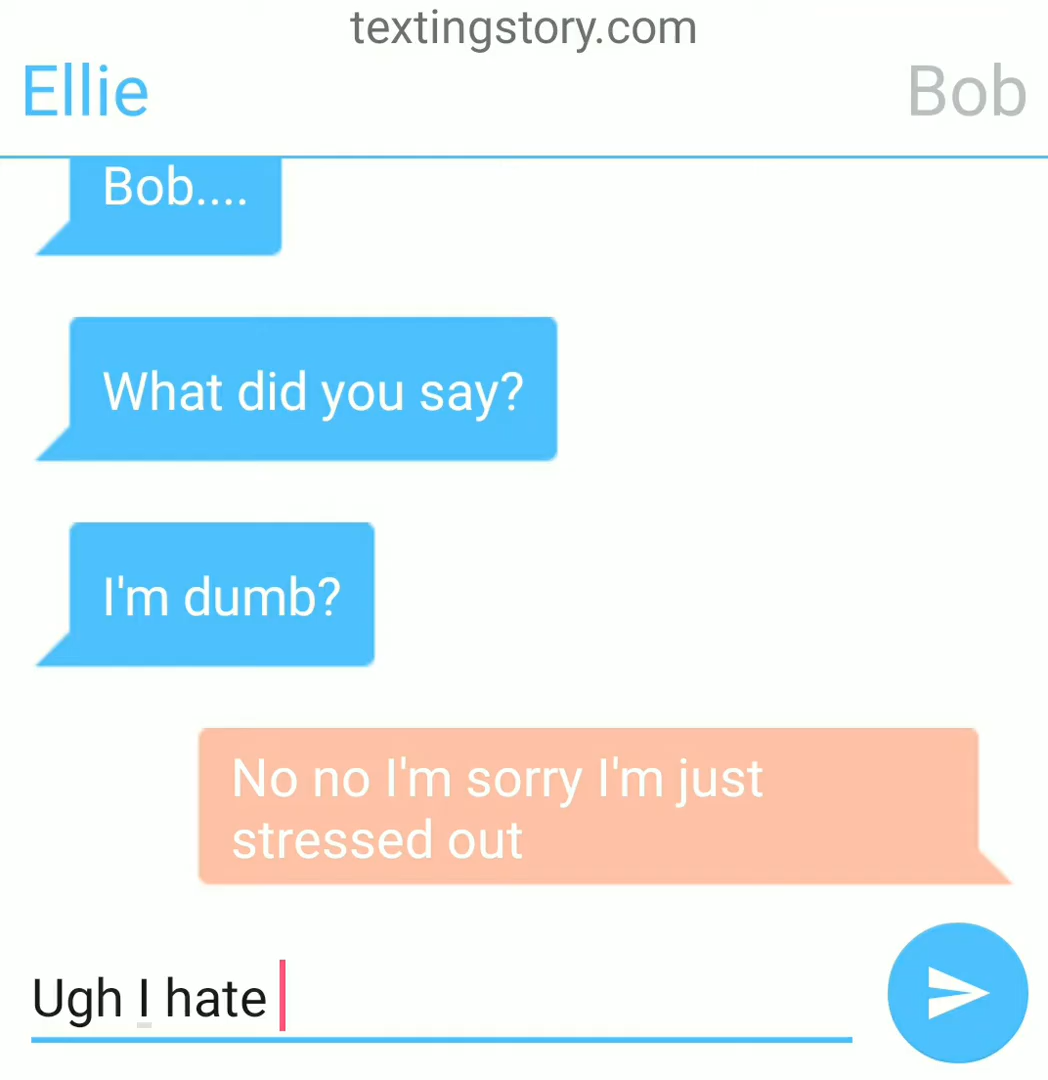 textingstory.com
Ellie
Bob
Bob....
What did you say?
I'm dumb?
No no I'm sorry I'm just
stressed out
Ugh I hate